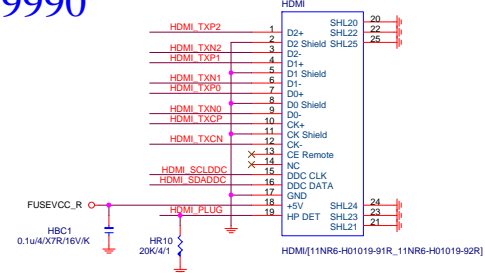 9990
HDMI
HDMI_TXP2 1 D2+ SHL20 20
2 D2 Shield SHL22 22
HDMI_TXN2 3 D2- SHL25 25
HDMI_TXP1 4 D1+
5 D1 Shield
HDMI_TXN1 6 D1-
HDMI_TXP0 7 D0+
8 D0 Shield
HDMI_TXN0 9 D0-
HDMI_TXCP 10 CK+
11 CK Shield
HDMI_TXCN 12 CK-
13 CE Remote
14 NC
HDMI_SCLDDC 15 DDC CLK
HDMI_SDADDC 16 DDC DATA
17 GND
FUSEVCC_R 18 +5V SHL24 24
HDMI_PLUG 19 HP DET SHL23 23
SHL21 21
HBC1
0.1u/4/X7R/16V/K
HR10
20K/4/1
HDMI/[11NR6-H01019-91R_11NR6-H01019-92R]